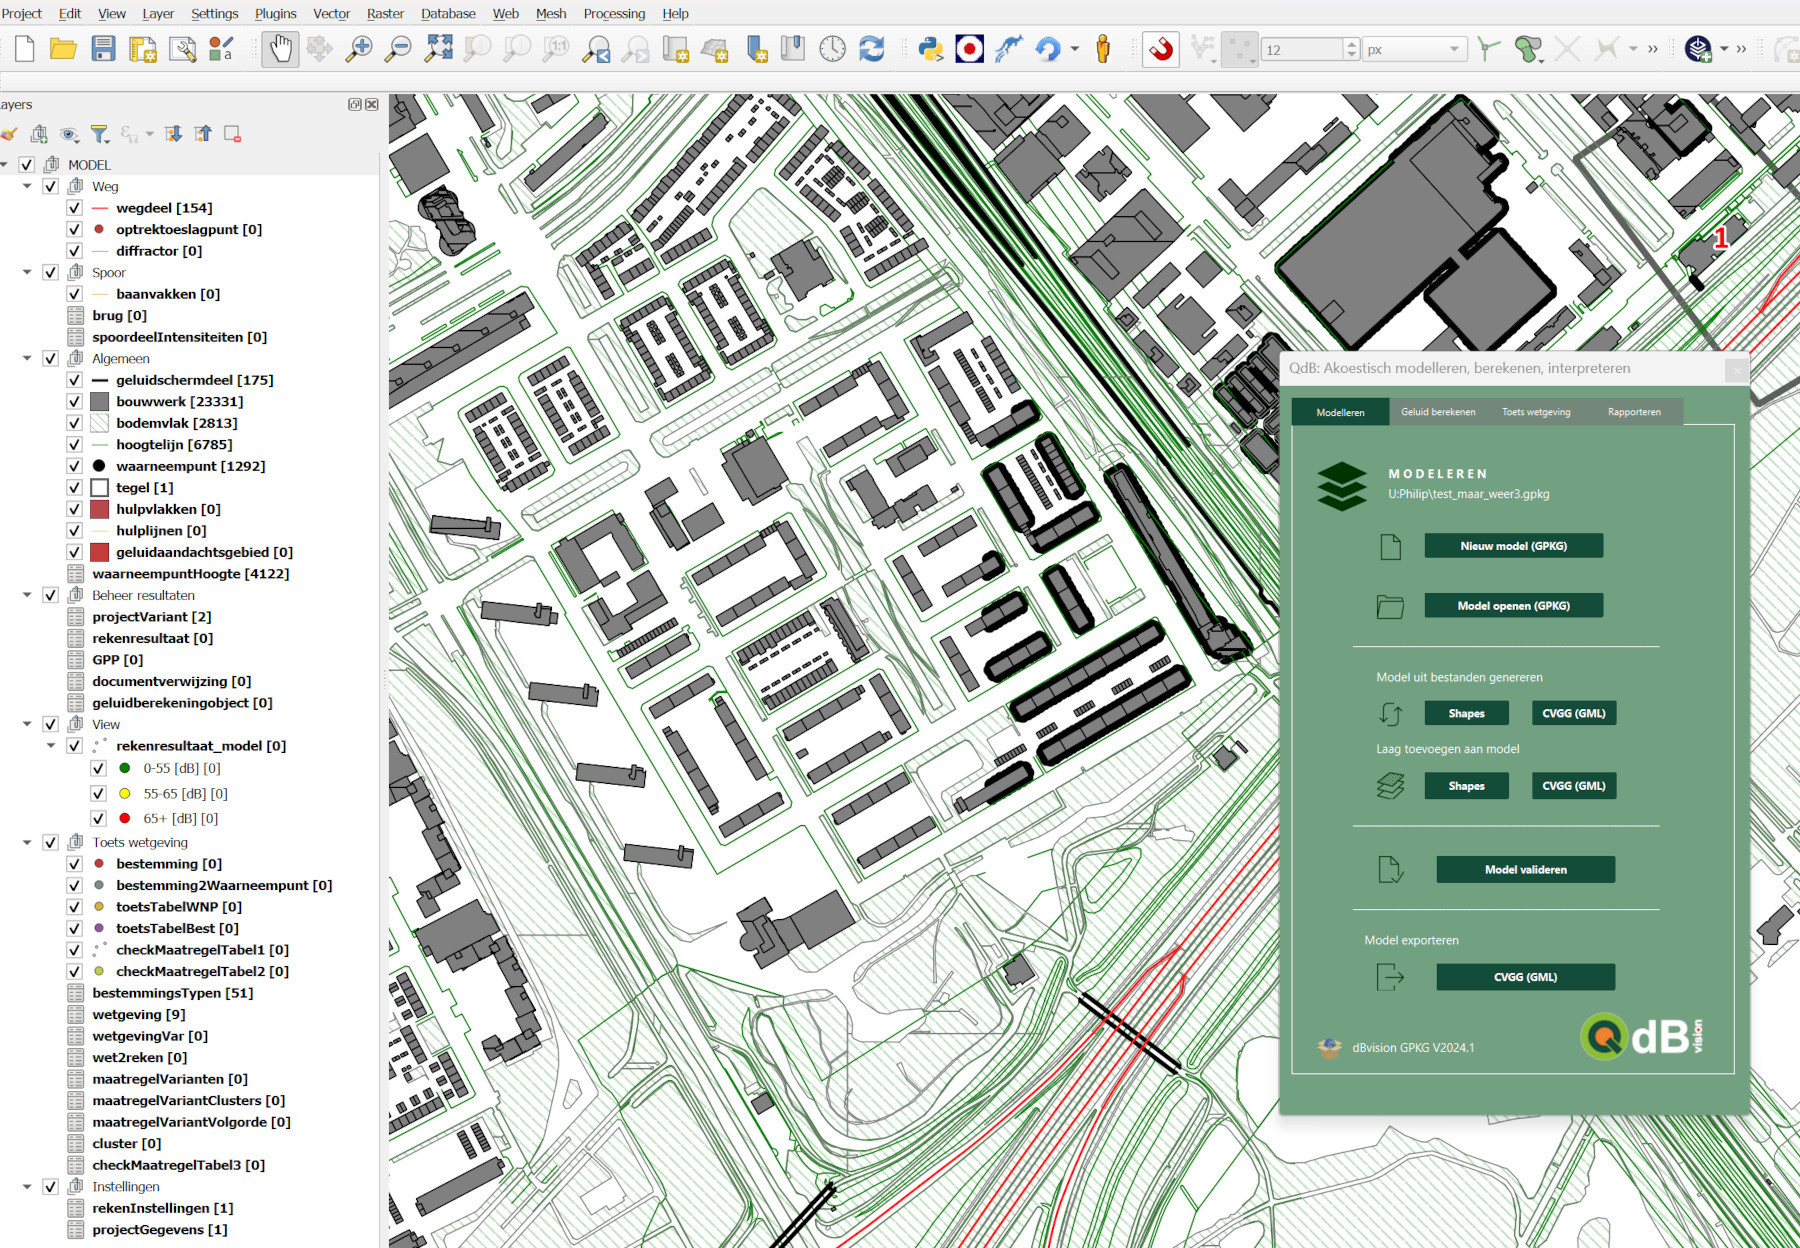 Project Edit View Layer Settings Plugins Vector Raster Database Web Mesh Processing Help
1:1
a
12
px
»
»
ayers
MODEL
Weg
wegdeel [154]
optrektoeslagpunt [0]
diffractor [0]
Spoor
baanvakken [0]
brug [0]
spoordeelIntensiteiten [0]
Algemeen
geluidschermdeel [175]
bouwwerk [23331]
bodemvlak [2813]
hoogtelijn [6785]
waarneempunt [1292]
tegel [1]
hulpvlakken [0]
hulplijnen [0]
geluidaandachtsgebied [0]
waarneempuntHoogte [4122]
Beheer resultaten
projectVariant [2]
rekenresultaat [0]
GPP [0]
documentverwijzing [0]
geluidberekeningobject [0]
View
rekenresultaat_model [0]
0-55 [dB] [0]
55-65 [dB] [0]
65+ [dB] [0]
Toets wetgeving
bestemming [0]
bestemming2Waarneempunt [0]
toetsTabelWNP [0]
toetsTabelBest [0]
checkMaatregelTabel1 [0]
checkMaatregelTabel2 [0]
bestemmingsTypen [51]
wetgeving [9]
wetgevingVar [0]
wet2reken [0]
maatregelVarianten [0]
maatregelVariantClusters [0]
maatregelVariantVolgorde [0]
cluster [0]
checkMaatregelTabel3 [0]
Instellingen
rekenInstellingen [1]
projectGegevens [1]
1
QdB: Akoestisch modelleren, berekenen, interpreteren
Modelleren Geluid berekenen Toets wetgeving Rapporteren
MODELEREN
U:Philip\test_maar_weer3.gpkg
Nieuw model (GPKG)
Model openen (GPKG)
Model uit bestanden genereren
Shapes CVGG (GML)
Laag toevoegen aan model
Shapes CVGG (GML)
Model valideren
Model exporteren
CVGG (GML)
dBvision GPKG V2024.1
QdB vision